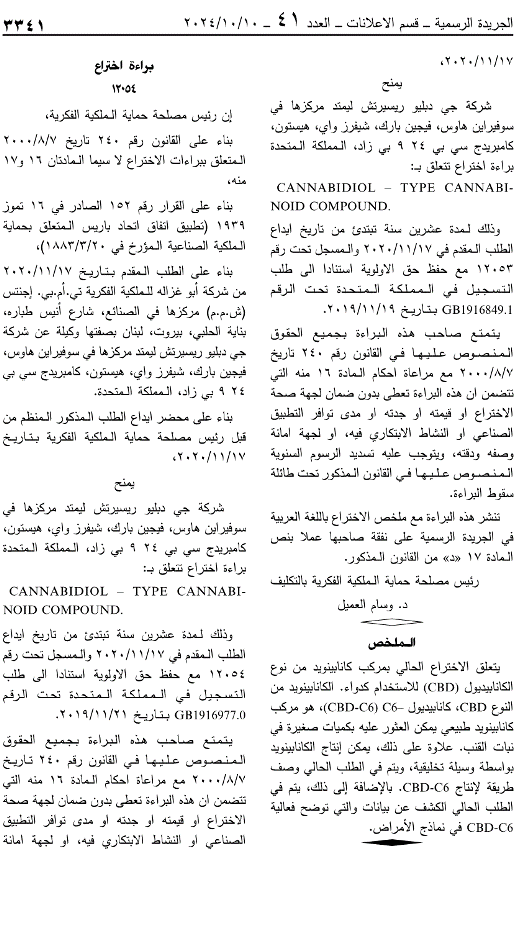 الجريدة الرسمية ـ قسم الاعلانات ـ العدد ٤١ ـ ٢٠٢٤/١٠/١٠
٣٣٤١
٢٠٢٠/١١/١٧،
يمنح
شركة جي دبليو ريسيرتش ليمتد مركزها في
سوفيراين هاوس، فيجين بارك، شيفرز واي، هيستون،
كامبريدج سي بي ٢٤ ٩ بي زاد، المملكة المتحدة
براءة اختراع تتعلق بـ:
CANNABIDIOL – TYPE CANNABI-
NOID COMPOUND.
وذلك لمدة عشرين سنة تبتدئ من تاريخ ايداع
الطلب المقدم في ٢٠٢٠/١١/١٧ والمسجل تحت رقم
١٢٠٥٣ مع حفظ حق الاولوية استنادا الى طلب
التسجيل في المملكة المتحدة تحت الرقم
GB1916849.1 بتاريخ ٢٠١٩/١١/١٩.
يتمتع صاحب هذه البراءة بجميع الحقوق
المنصوص عليها في القانون رقم ٢٤٠ تاريخ
٢٠٠٠/٨/٧ مع مراعاة احكام المادة ١٦ منه التي
تتضمن ان هذه البراءة تعطى بدون ضمان لجهة صحة
الاختراع او قيمته او جدته او مدى توافر التطبيق
الصناعي او النشاط الابتكاري فيه، او لجهة امانة
وصفه ودقته، ويتوجب عليه تسديد الرسوم السنوية
المنصوص عليها في القانون المذكور تحت طائلة
سقوط البراءة.
تنشر هذه البراءة مع ملخص الاختراع باللغة العربية
في الجريدة الرسمية على نفقة صاحبها عملا بنص
المادة ١٧ «د» من القانون المذكور.
رئيس مصلحة حماية الملكية الفكرية بالتكليف
د. وسام العميل
الملخص
يتعلق الاختراع الحالي بمركب كانابينويد من نوع
الكانابيديول (CBD) للاستخدام كدواء. الكانابينويد من
النوع CBD، كانابيديول –C6 (CBD-C6)، هو مركب
كانابينويد طبيعي يمكن العثور عليه بكميات صغيرة في
نبات القنب. علاوة على ذلك، يمكن إنتاج الكانابينويد
بواسطة وسيلة تخليقية، ويتم في الطلب الحالي وصف
طريقة لإنتاج CBD-C6. بالإضافة إلى ذلك، يتم في
الطلب الحالي الكشف عن بيانات والتي توضح فعالية
CBD-C6 في نماذج الأمراض.
براءة اختراع
١٢٠٥٤
إن رئيس مصلحة حماية الملكية الفكرية،
بناء على القانون رقم ٢٤٠ تاريخ ٢٠٠٠/٨/٧
المتعلق ببراءات الاختراع لا سيما المادتان ١٦ و١٧
منه،
بناء على القرار رقم ١٥٢ الصادر في ١٦ تموز
١٩٣٩ (تطبيق اتفاق اتحاد باريس المتعلق بحماية
الملكية الصناعية المؤرخ في ١٨٨٣/٣/٢٠)،
بناء على الطلب المقدم بتاريخ ٢٠٢٠/١١/١٧
من شركة أبو غزاله للملكية الفكرية تي.أم.بي. إجنتس
(ش.م.م) مركزها في الصنائع، شارع أنيس طباره،
بناية الحلبي، بيروت، لبنان بصفتها وكيلة عن شركة
جي دبليو ريسيرتش ليمتد مركزها في سوفيراين هاوس،
فيجين بارك، شيفرز واي، هيستون، كامبريدج سي بي
٢٤ ٩ بي زاد، المملكة المتحدة.
بناء على محضر ايداع الطلب المذكور المنظم من
قبل رئيس مصلحة حماية الملكية الفكرية بتاريخ
٢٠٢٠/١١/١٧،
يمنح
شركة جي دبليو ريسيرتش ليمتد مركزها في
سوفيراين هاوس، فيجين بارك، شيفرز واي، هيستون،
كامبريدج سي بي ٢٤ ٩ بي زاد، المملكة المتحدة
براءة اختراع تتعلق بـ:
CANNABIDIOL – TYPE CANNABI-
NOID COMPOUND.
وذلك لمدة عشرين سنة تبتدئ من تاريخ ايداع
الطلب المقدم في ٢٠٢٠/١١/١٧ والمسجل تحت رقم
١٢٠٥٤ مع حفظ حق الاولوية استنادا الى طلب
التسجيل في المملكة المتحدة تحت الرقم
GB1916977.0 بتاريخ ٢٠١٩/١١/٢١.
يتمتع صاحب هذه البراءة بجميع الحقوق
المنصوص عليها في القانون رقم ٢٤٠ تاريخ
٢٠٠٠/٨/٧ مع مراعاة احكام المادة ١٦ منه التي
تتضمن ان هذه البراءة تعطى بدون ضمان لجهة صحة
الاختراع او قيمته او جدته او مدى توافر التطبيق
الصناعي او النشاط الابتكاري فيه، او لجهة امانة